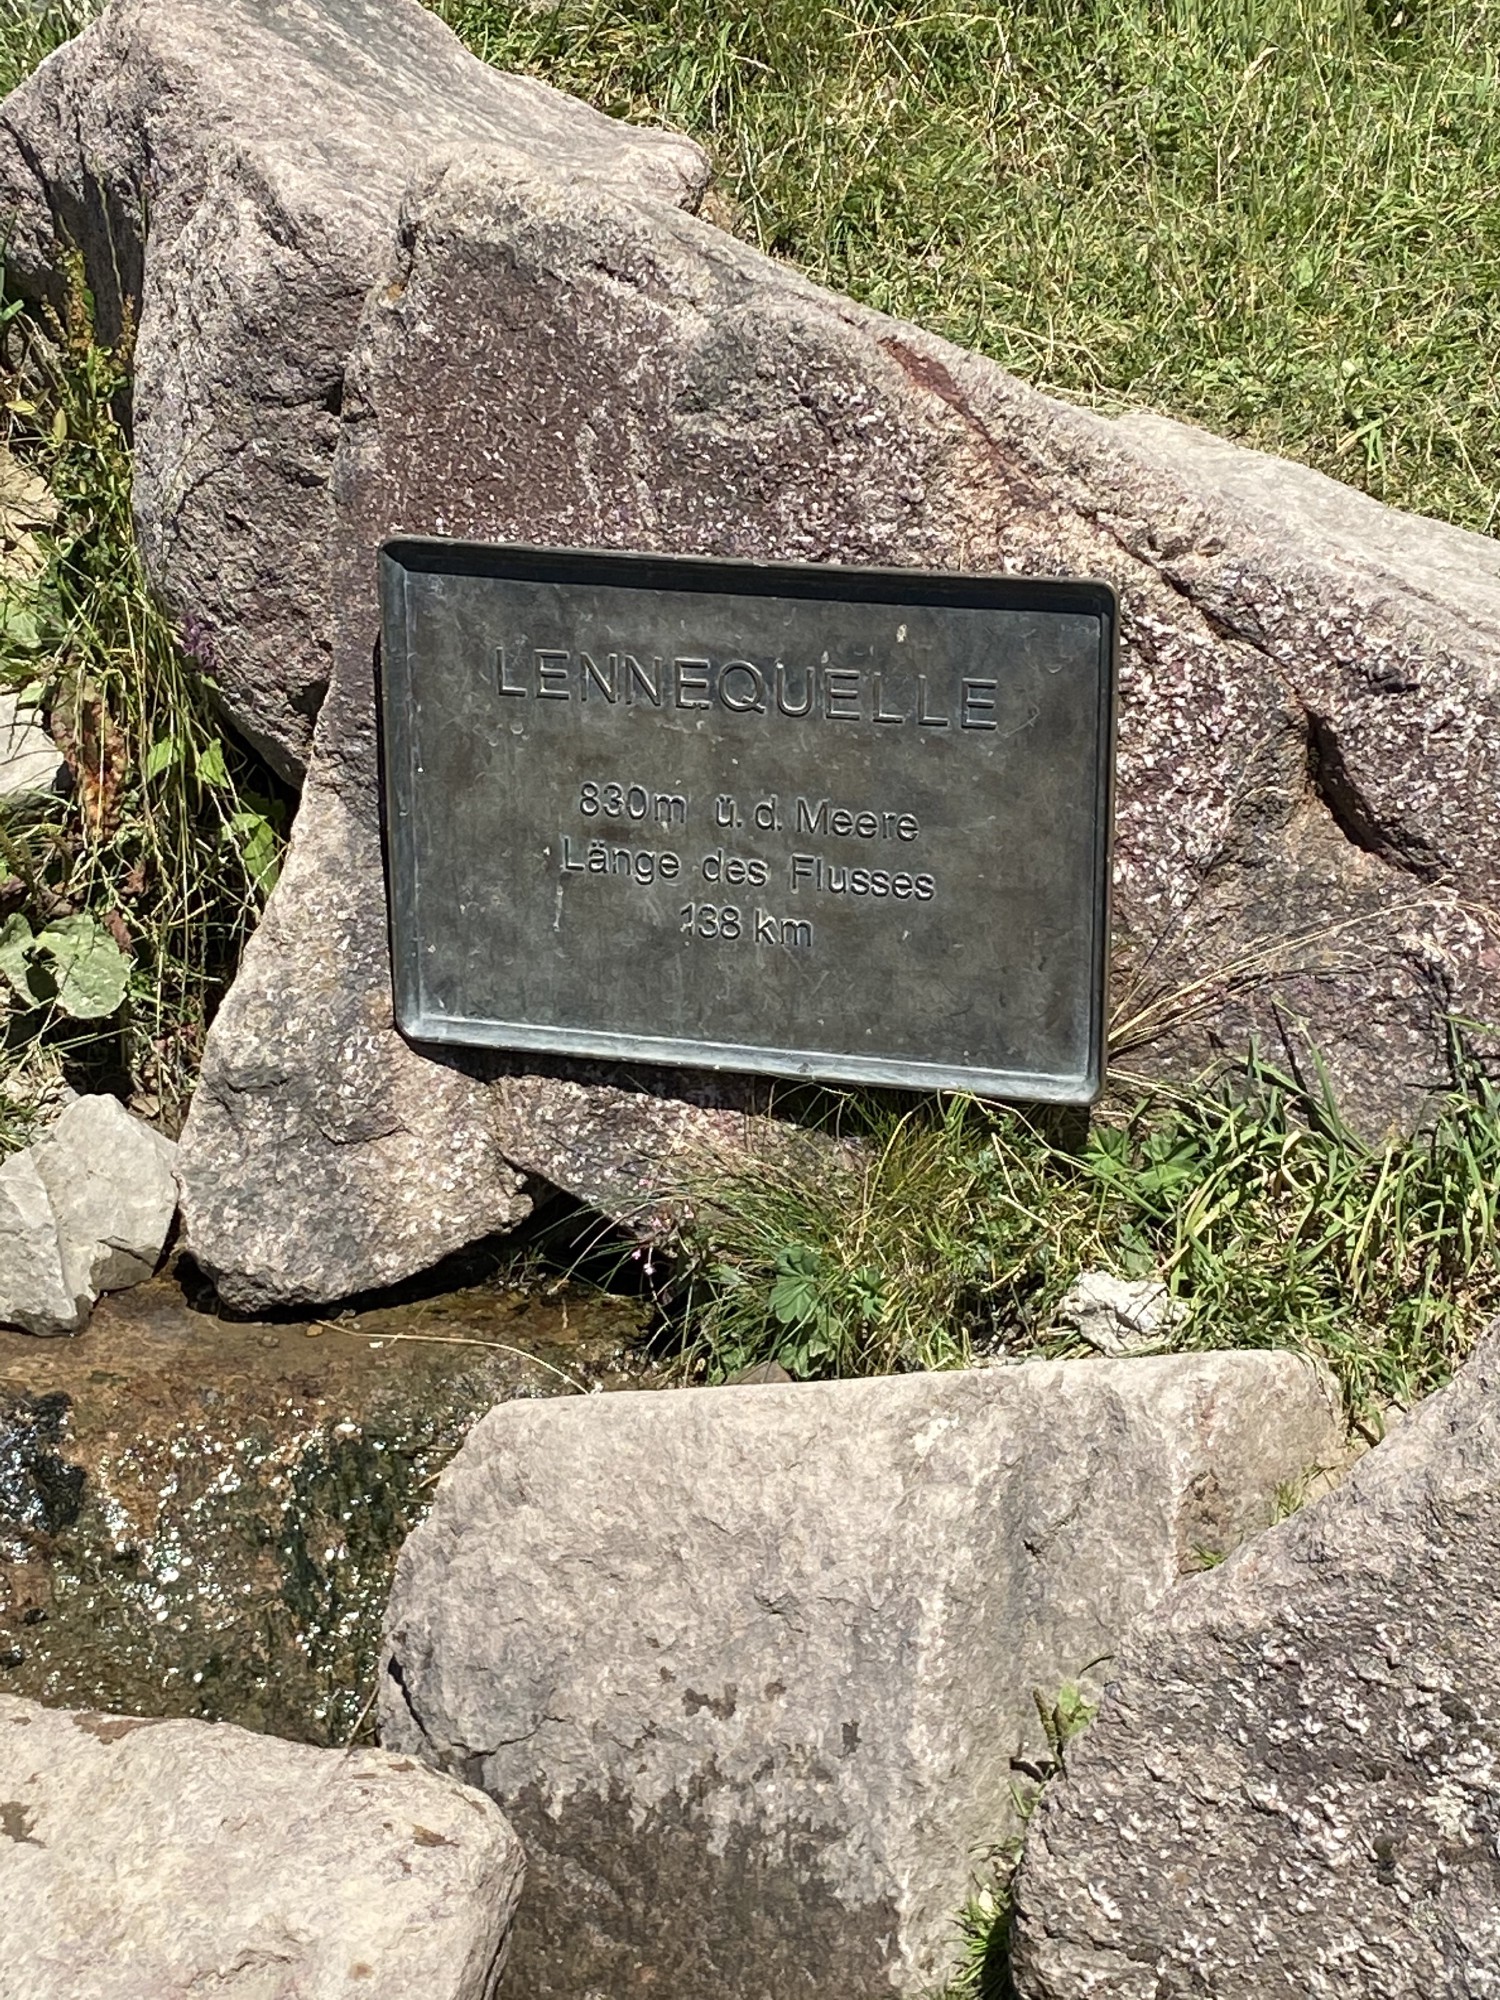 LENNEQUELLE
830m ü. d. Meere
Länge des Flusses
138 km